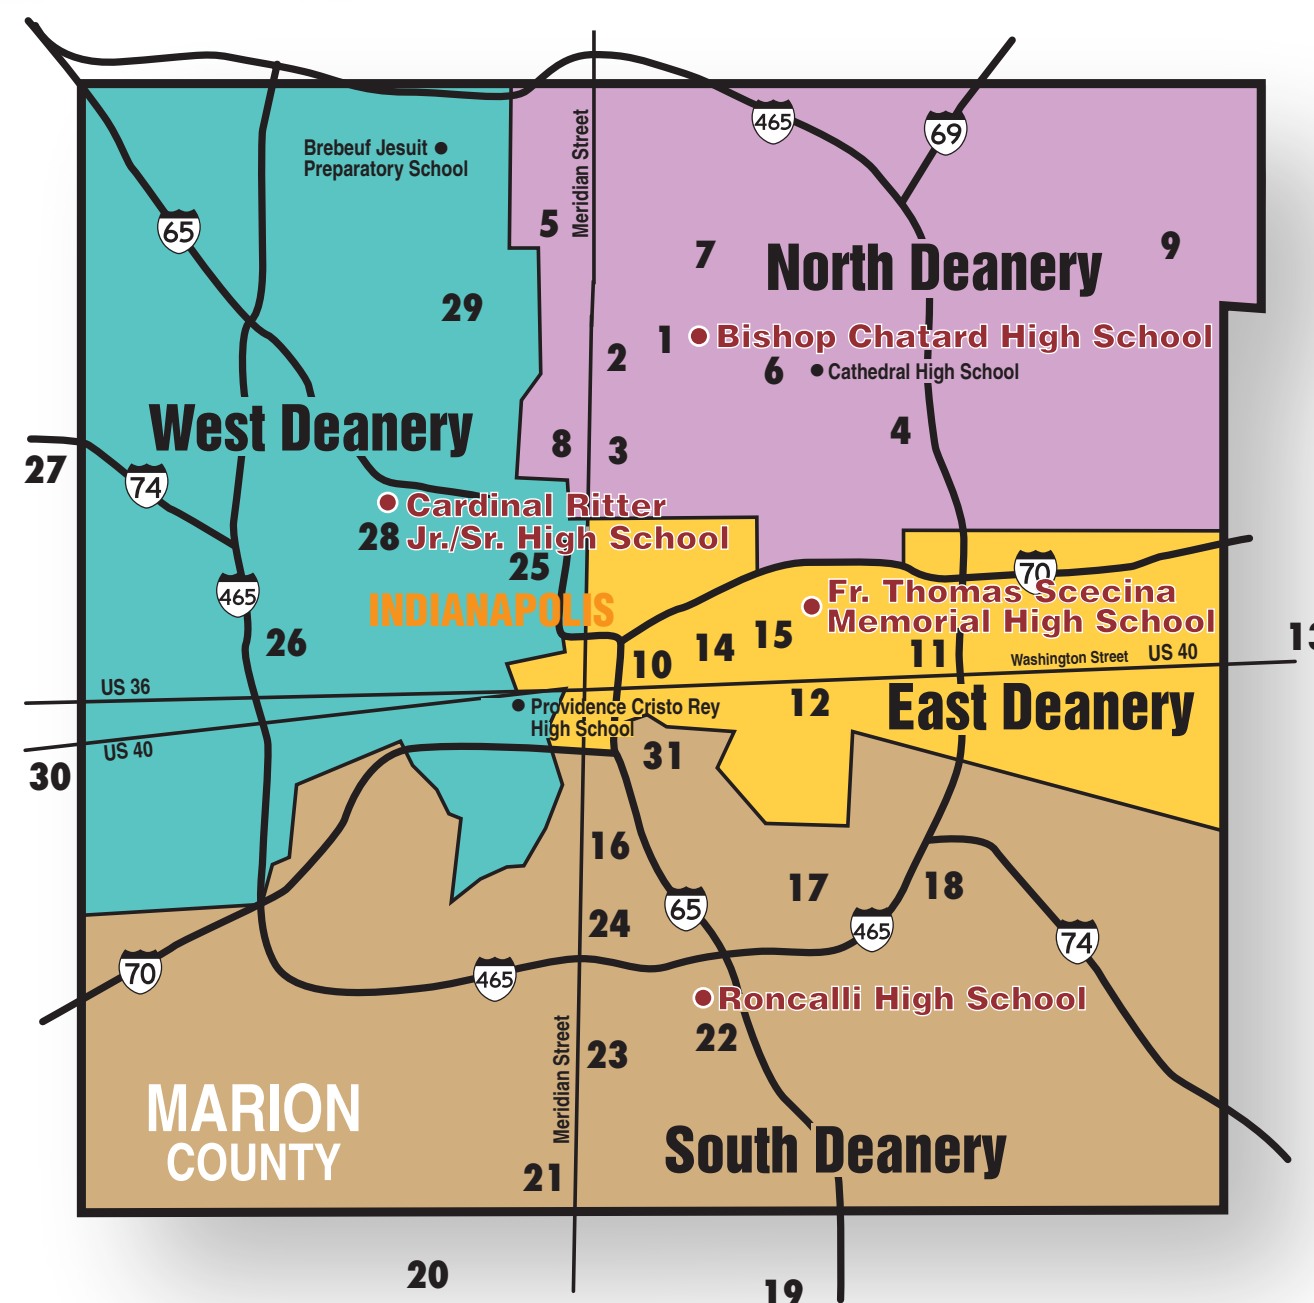 465
69
Brebeuf Jesuit
Preparatory School
Meridian Street
65
5
7
North Deanery
9
29
1
Bishop Chatard High School
2
6
Cathedral High School
West Deanery
8
3
4
27
74
Cardinal Ritter
28 Jr./Sr. High School
25
70
465
INDIANAPOLIS
Fr. Thomas Scecina
Memorial High School
26
10
14
15
11
Washington Street
US 40
US 36
12
East Deanery
Providence Cristo Rey
High School
US 40
30
31
16
17
18
65
24
465
74
70
465
Roncalli High School
22
23
Meridian Street
MARION
COUNTY
South Deanery
21
20
19